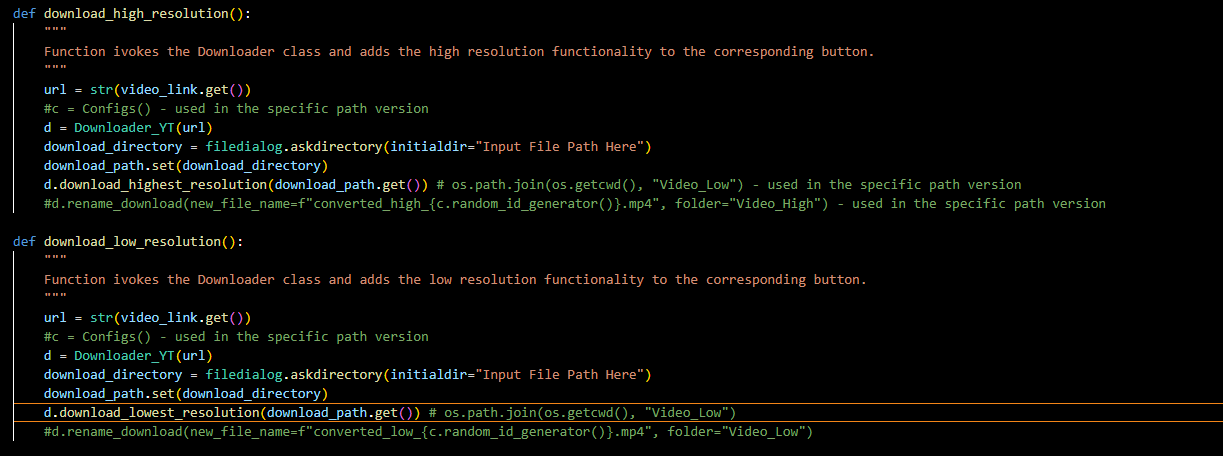 def download_high_resolution():
    """
    Function ivokes the Downloader class and adds the high resolution functionality to the corresponding button.
    """
    url = str(video_link.get())
    #c = Configs() - used in the specific path version
    d = Downloader_YT(url)
    download_directory = filedialog.askdirectory(initialdir="Input File Path Here")
    download_path.set(download_directory)
    d.download_highest_resolution(download_path.get()) # os.path.join(os.getcwd(), "Video_Low") - used in the specific path version
    #d.rename_download(new_file_name=f"converted_high_{c.random_id_generator()}.mp4", folder="Video_High") - used in the specific path version

def download_low_resolution():
    """
    Function ivokes the Downloader class and adds the low resolution functionality to the corresponding button.
    """
    url = str(video_link.get())
    #c = Configs() - used in the specific path version
    d = Downloader_YT(url)
    download_directory = filedialog.askdirectory(initialdir="Input File Path Here")
    download_path.set(download_directory)
    d.download_lowest_resolution(download_path.get()) # os.path.join(os.getcwd(), "Video_Low")
    #d.rename_download(new_file_name=f"converted_low_{c.random_id_generator()}.mp4", folder="Video_Low")